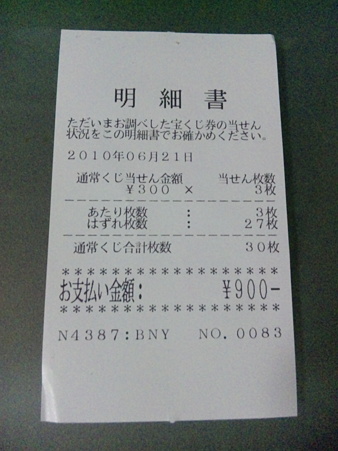 明細書
ただいまお調べした宝くじ券の当せん
状況をこの明細書でお確かめください。
2010年06月21日
通常くじ当せん金額 当せん枚数
¥300 × 3枚
あたり枚数 : 3枚
はずれ枚数 : 27枚
通常くじ合計枚数 30枚
********************
お支払い金額: ¥900-
********************
N4387:BNY NO.0083